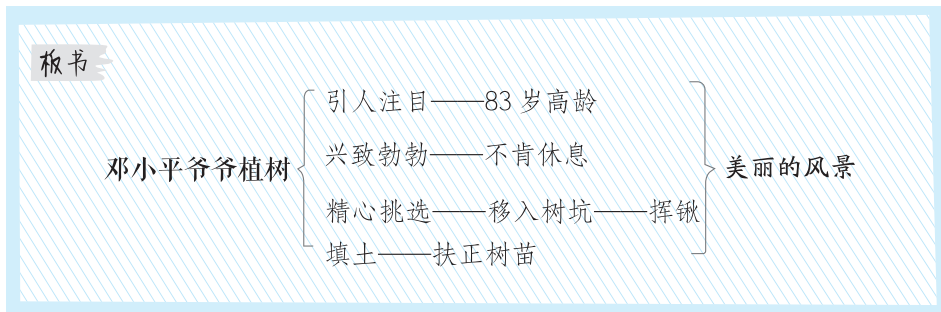 板书
引人注目——83岁高龄
兴致勃勃——不肯休息
邓小平爷爷植树
美丽的风景
精心挑选——移入树坑——挥锹
填土——扶正树苗